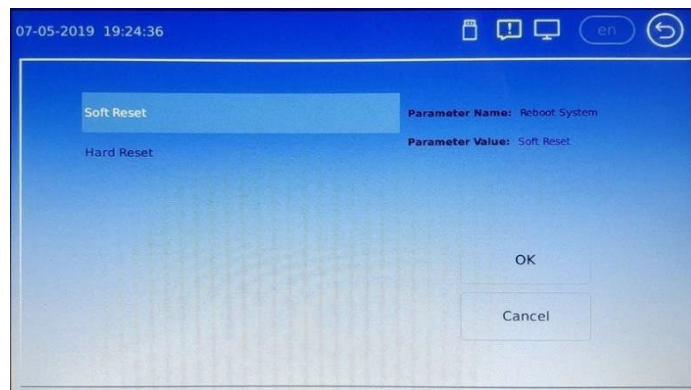 07-05-2019 19:24:36
en
Soft Reset
Hard Reset
Parameter Name: Reboot System
Parameter Value: Soft Reset
OK
Cancel